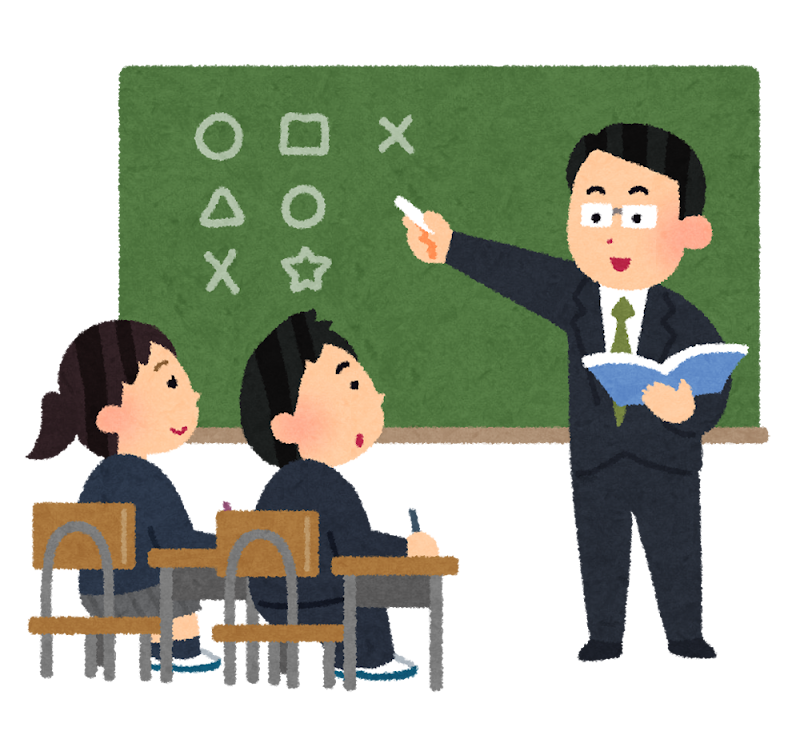 ○ □ ×
△ ○
× ☆